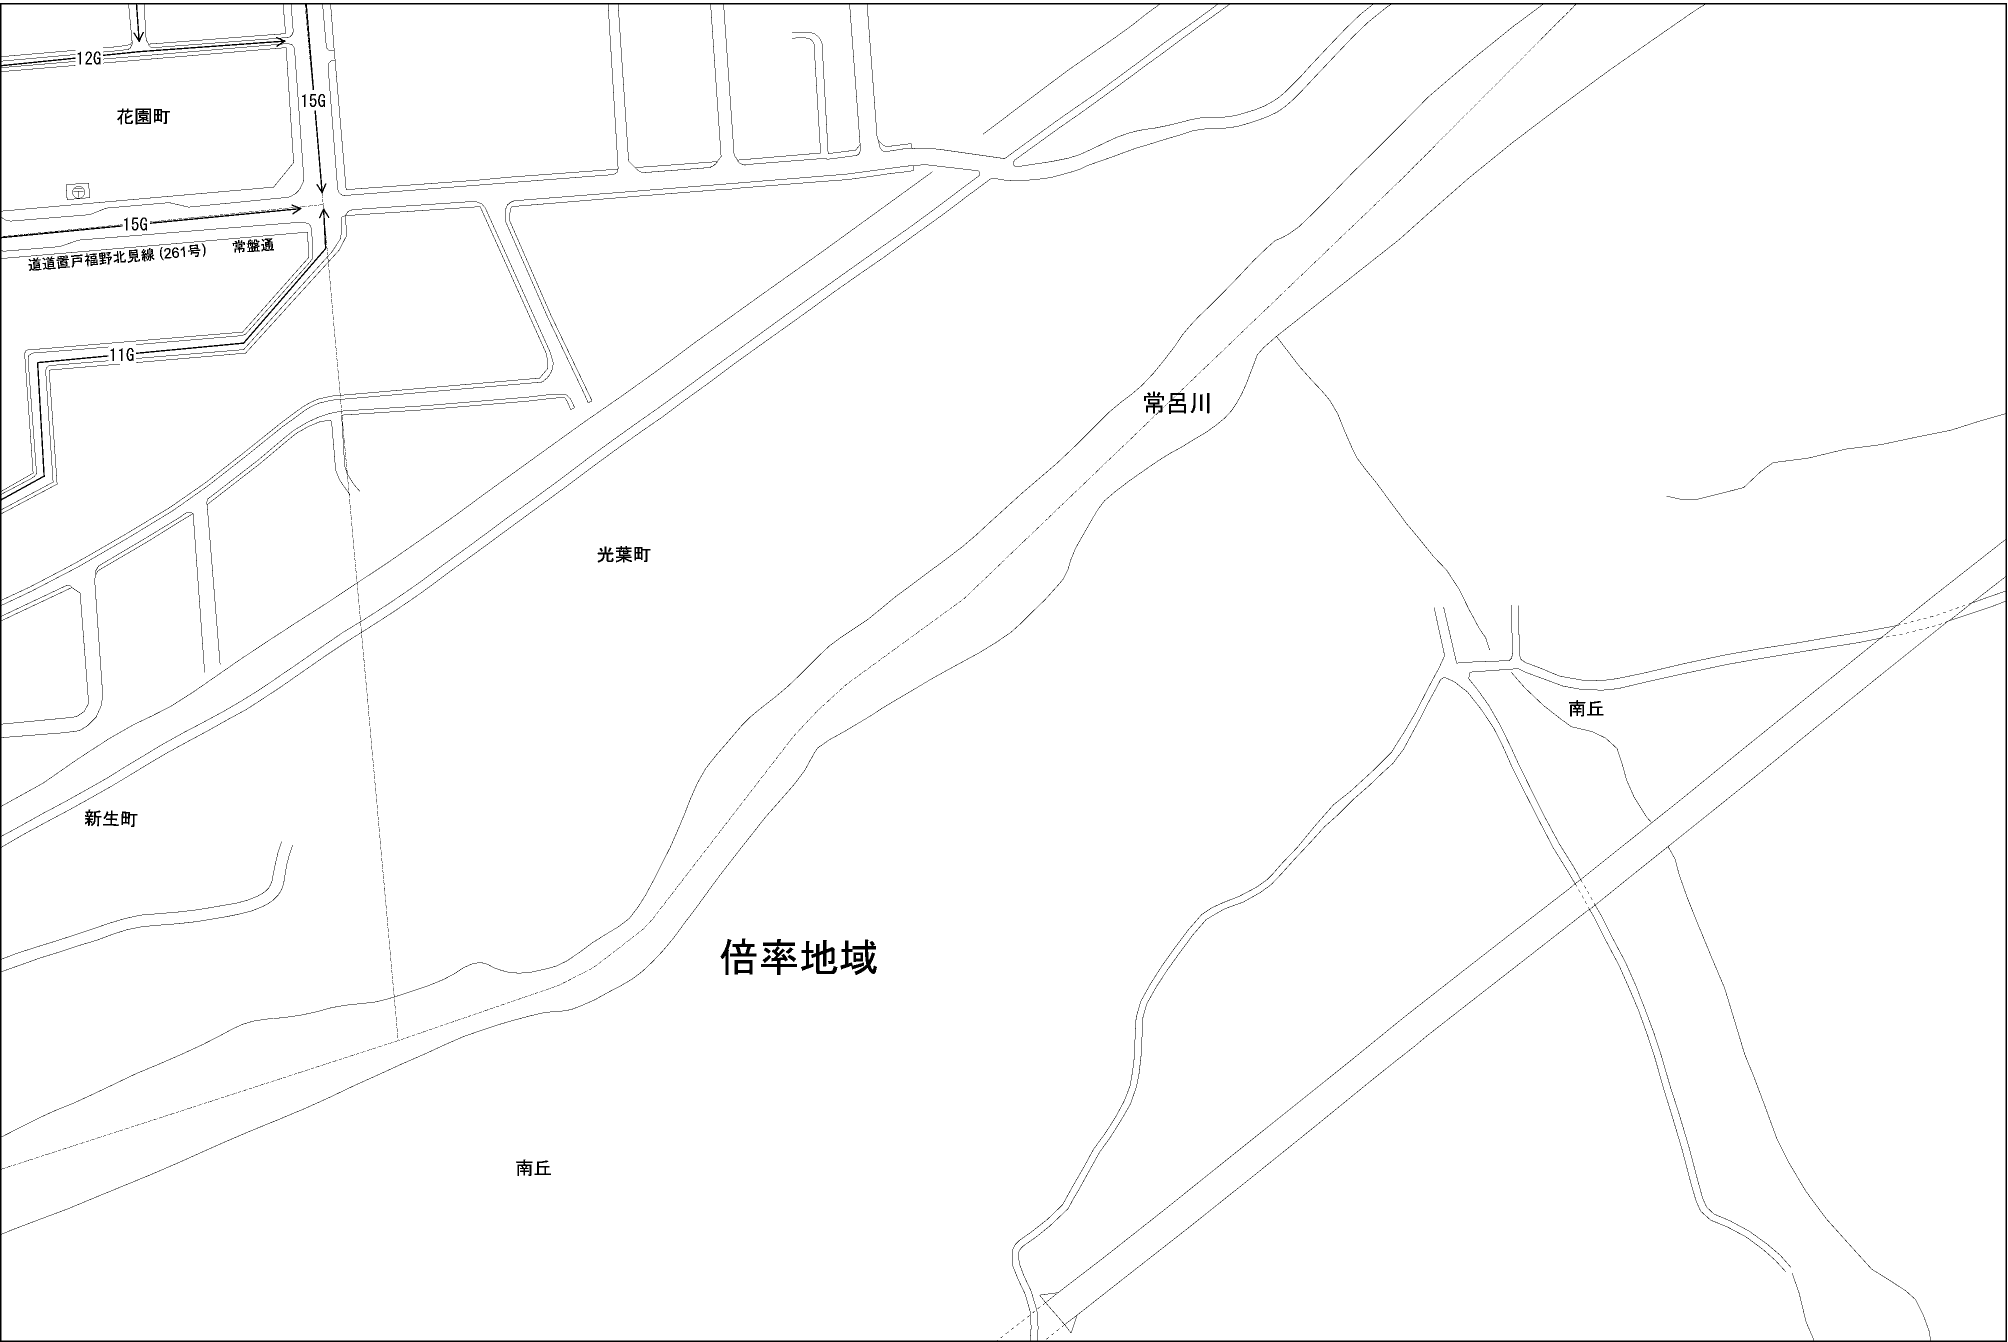 12G
15G
花園町
15G
道道置戸福野北見線(261号) 常盤通
11G
常呂川
光葉町
南丘
新生町
倍率地域
南丘